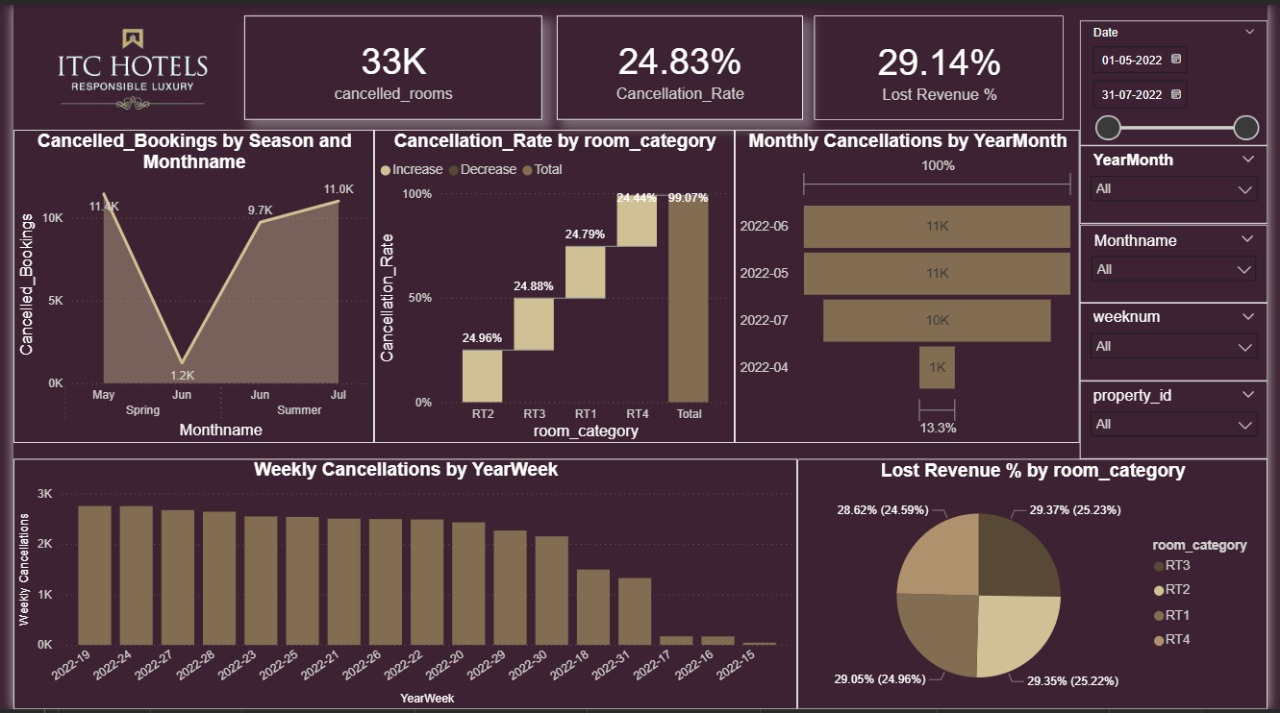 ITC HOTELS
RESPONSIBLE LUXURY
33K
cancelled_rooms
24.83%
Cancellation_Rate
29.14%
Lost Revenue %
Date
01-05-2022
31-07-2022
YearMonth
All
Monthname
All
weeknum
All
property_id
All
Cancelled_Bookings by Season and
Monthname
Cancelled_Bookings
10K
5K
0K
11.4K
1.2K
9.7K
11.0K
May
Jun
Jun
Jul
Spring
Summer
Monthname
Cancellation_Rate by room_category
Increase
Decrease
Total
Cancellation_Rate
100%
50%
0%
24.96%
24.88%
24.79%
24.44%
99.07%
RT2
RT3
RT1
RT4
Total
room_category
Monthly Cancellations by YearMonth
100%
2022-06
11K
2022-05
11K
2022-07
10K
2022-04
1K
13.3%
Weekly Cancellations by YearWeek
Weekly Cancellations
3K
2K
1K
0K
2022-19
2022-24
2022-27
2022-28
2022-23
2022-25
2022-21
2022-26
2022-22
2022-20
2022-29
2022-30
2022-18
2022-31
2022-17
2022-16
2022-15
YearWeek
Lost Revenue % by room_category
28.62% (24.59%)
29.37% (25.23%)
29.05% (24.96%)
29.35% (25.22%)
room_category
RT3
RT2
RT1
RT4